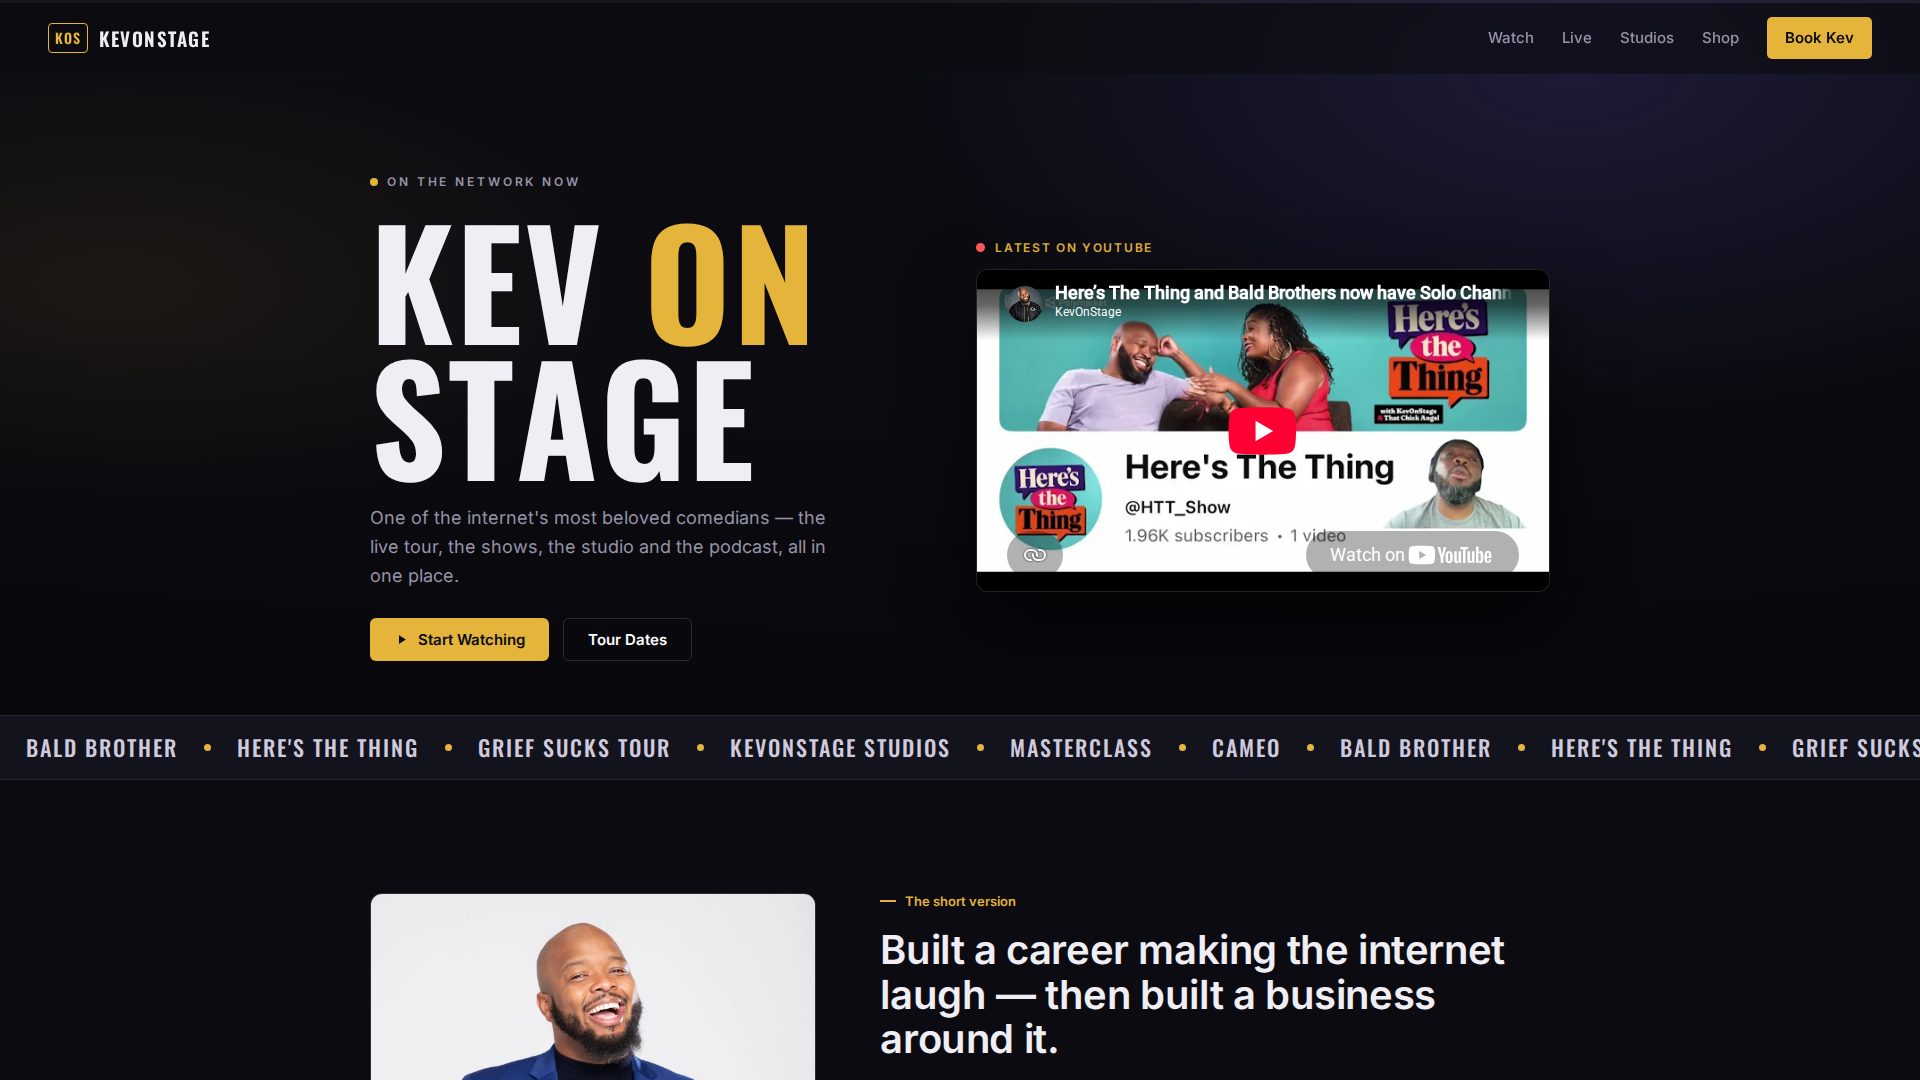 KOS KEVONSTAGE
Watch Live Studios Shop Book Kev
ON THE NETWORK NOW
KEV ON
STAGE
One of the internet's most beloved comedians — the
live tour, the shows, the studio and the podcast, all in
one place.
Start Watching Tour Dates
LATEST ON YOUTUBE
Here’s The Thing and Bald Brothers now have Solo Chann
KevOnStage
Here's
the
Thing
with KevOnStage
& That Chick Angel
Here's
the
Thing
Here's The Thing
@HTT_Show
1.96K subscribers • 1 video
Watch on YouTube
BALD BROTHER • HERE'S THE THING • GRIEF SUCKS TOUR • KEVONSTAGE STUDIOS • MASTERCLASS • CAMEO • BALD BROTHER • HERE'S THE THING • GRIEF SUCKS
The short version
Built a career making the internet
laugh — then built a business
around it.